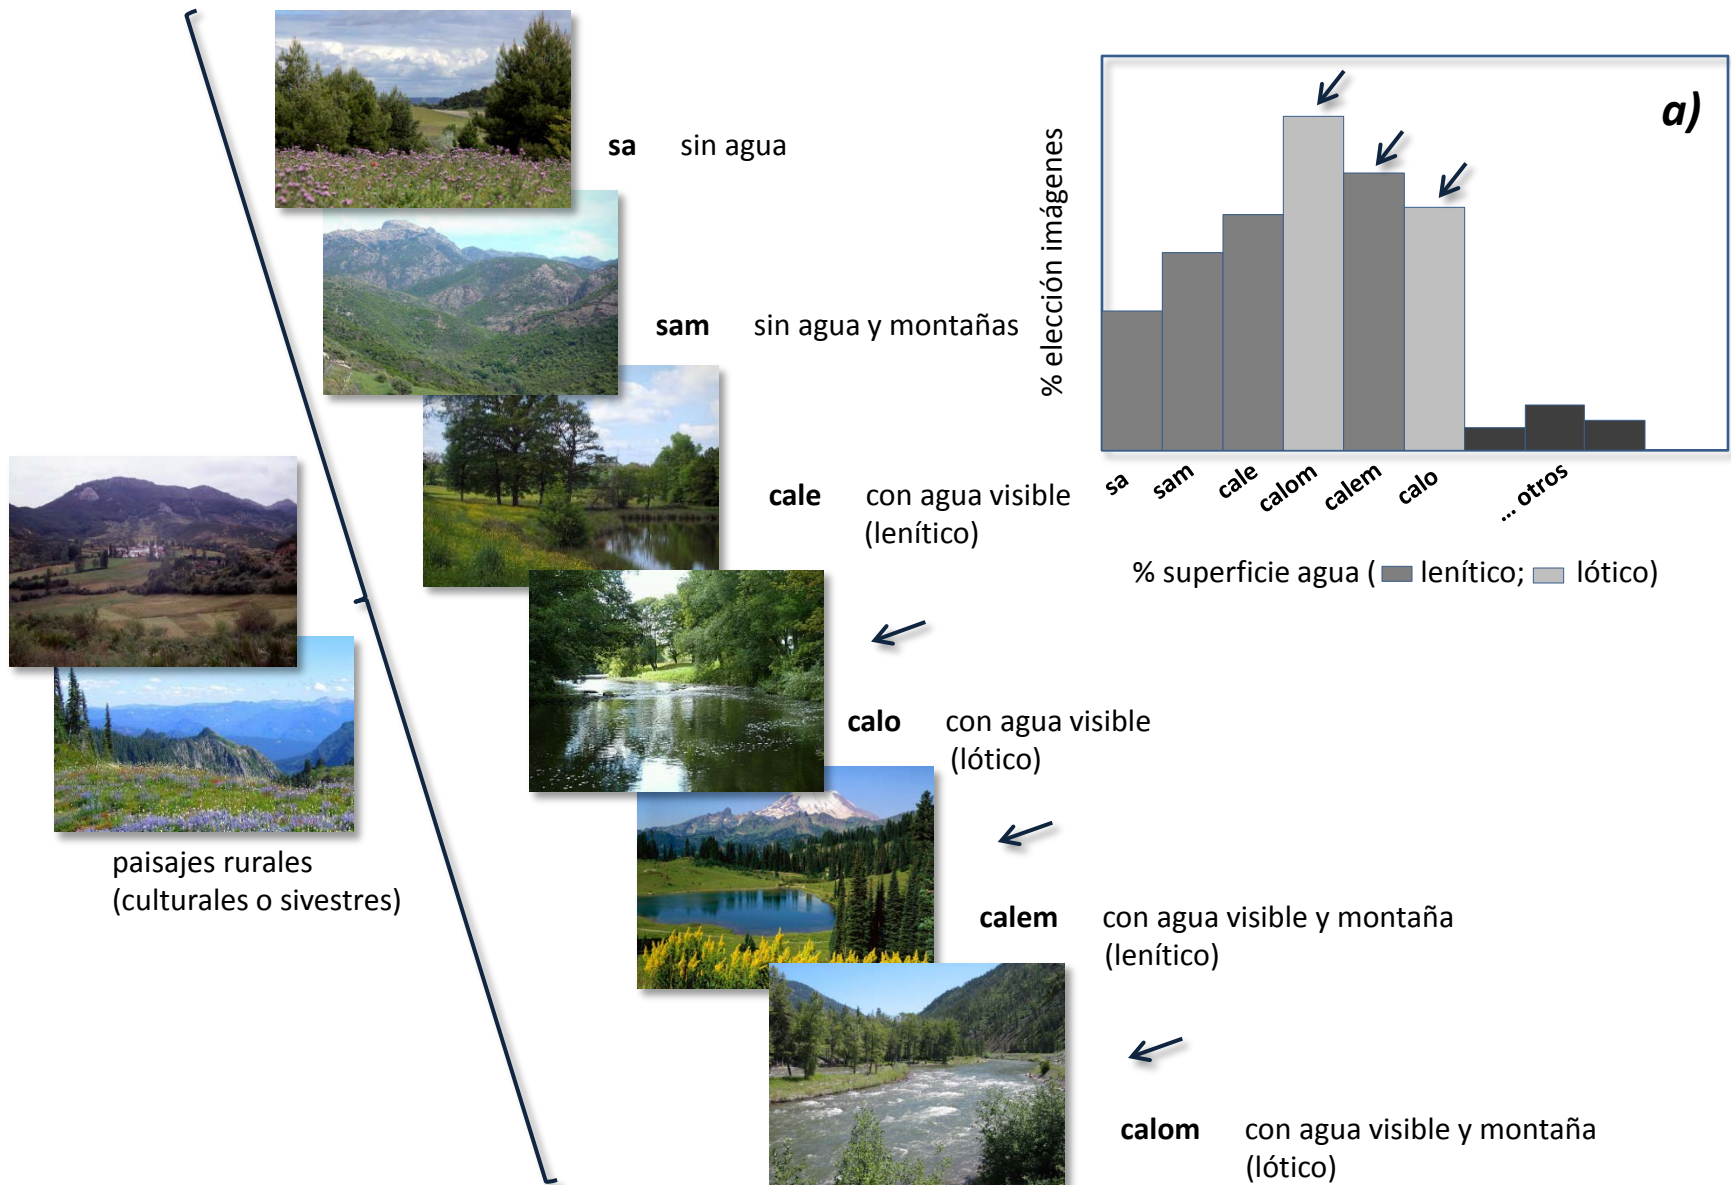 sa sin agua
sam sin agua y montañas
cale con agua visible
(lenítico)
calo con agua visible
(lótico)
calem con agua visible y montaña
(lenítico)
calom con agua visible y montaña
(lótico)
paisajes rurales
(culturales o sivestres)
a)
% elección imágenes
sa sam cale calom calem calo ... otros
% superficie agua ( lenítico; lótico)